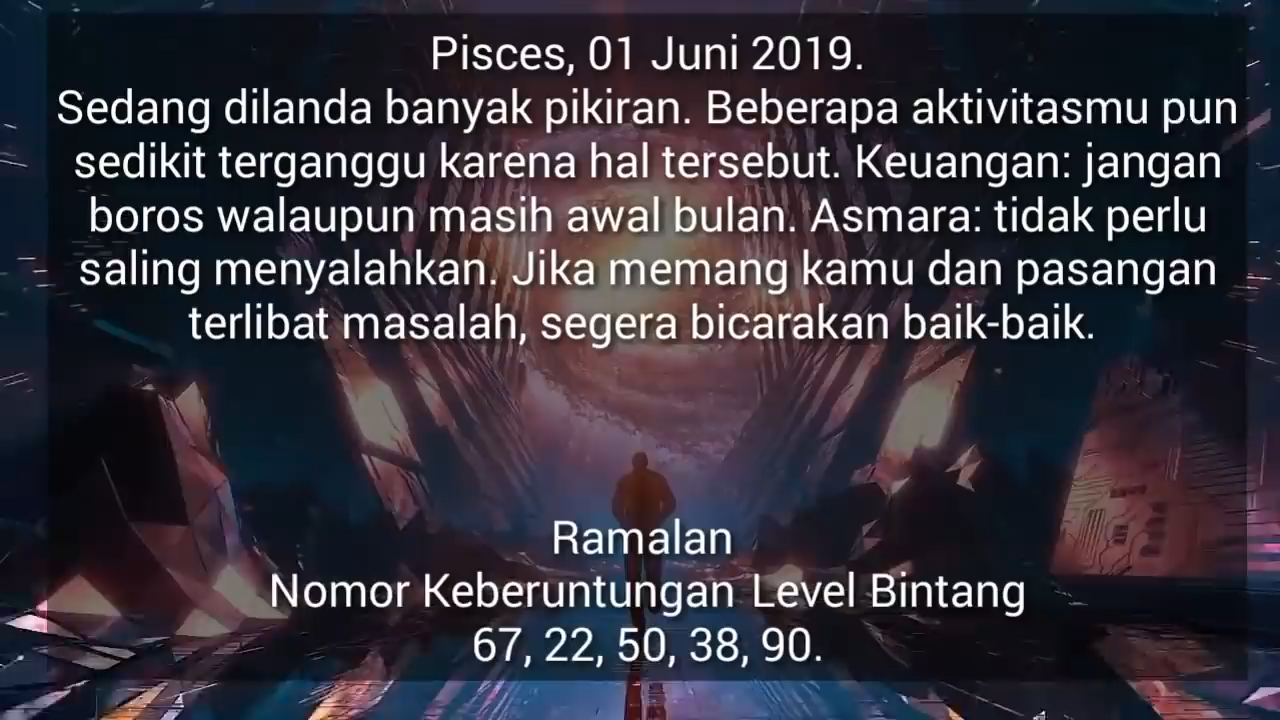 Pisces, 01 Juni 2019.
Sedang dilanda banyak pikiran. Beberapa aktivitasmu pun
sedikit terganggu karena hal tersebut. Keuangan: jangan
boros walaupun masih awal bulan. Asmara: tidak perlu
saling menyalahkan. Jika memang kamu dan pasangan
terlibat masalah, segera bicarakan baik-baik.
Ramalan
Nomor Keberuntungan Level Bintang
67, 22, 50, 38, 90.